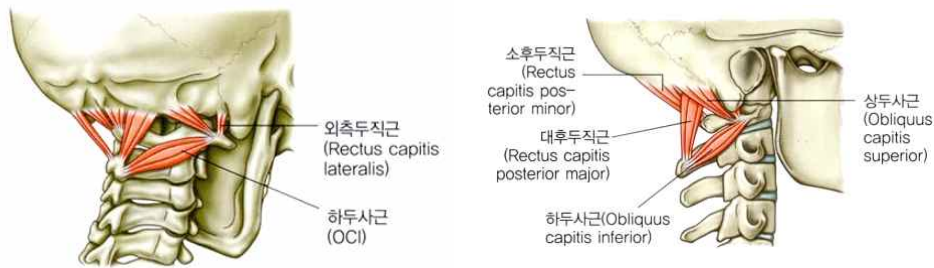 외측두직근
(Rectus capitis
lateralis)
하두사근
(OCI)
소후두직근
(Rectus
capitis pos-
terior minor)
대후두직근
(Rectus capitis
posterior major)
하두사근(Obliquus
capitis inferior)
상두사근
(Obliquus
capitis
superior)